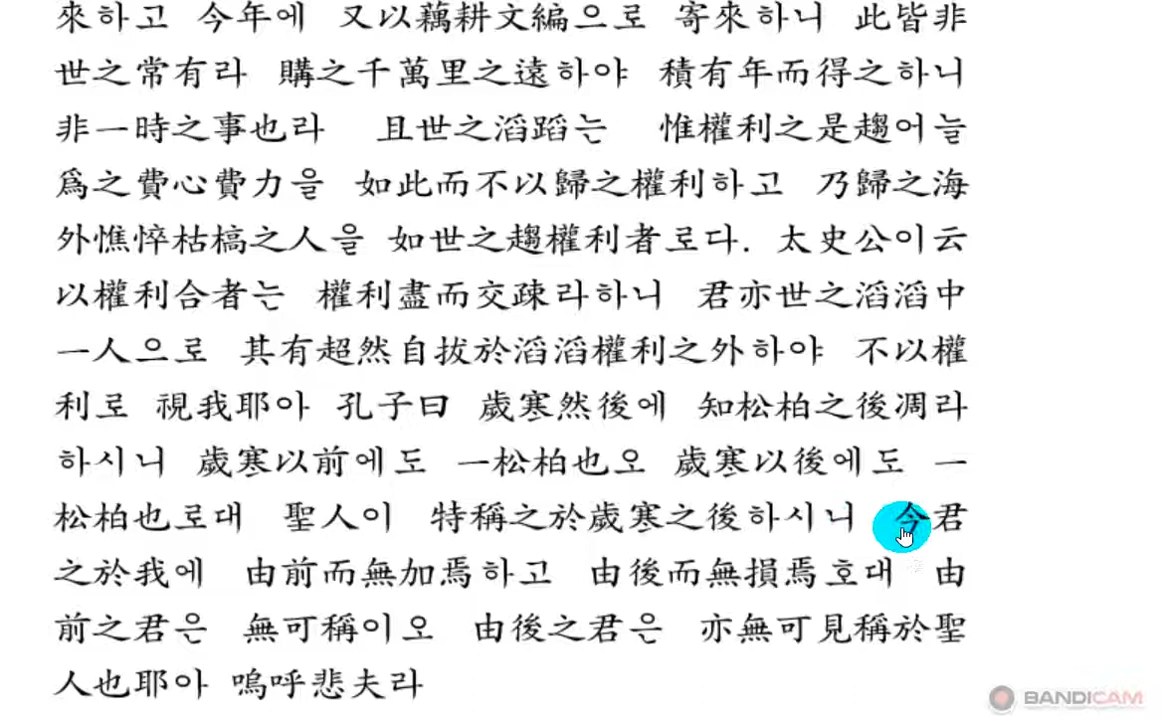 來하고 今年에 又以藕耕文編으로 寄來하니 此皆非
世之常有라 購之千萬里之遠하야 積有年而得之하니
非一時之事也라 且世之滔蹈는 惟權利之是趨어늘
爲之費心費力을 如此而不以歸之權利하고 乃歸之海
外憔悴枯槁之人을 如世之趨權利者로다. 太史公이云
以權利合者는 權利盡而交疎라하니 君亦世之滔滔中
一人으로 其有超然自拔於滔滔權利之外하야 不以權
利로 視我耶아 孔子曰 歲寒然後에 知松柏之後凋라
하시니 歲寒以前에도 一松柏也오 歲寒以後에도 一
松柏也로대 聖人이 特稱之於歲寒之後하시니 今君
之於我에 由前而無加焉하고 由後而無損焉호대 由
前之君은 無可稱이오 由後之君은 亦無可見稱於聖
人也耶아 嗚呼悲夫라
BANDICAM